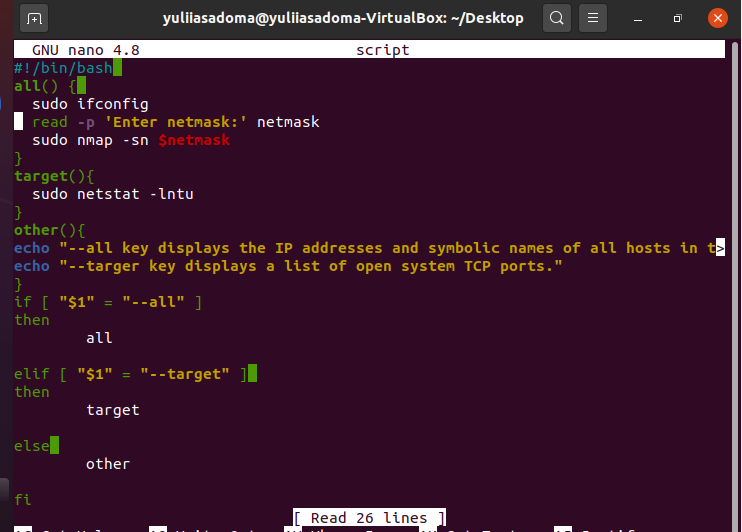 yuliiasadoma@yuliiasadoma-VirtualBox: ~/Desktop
GNU nano 4.8 script
#!/bin/bash
all() {
  sudo ifconfig
  read -p 'Enter netmask:' netmask
  sudo nmap -sn $netmask
}
target(){
  sudo netstat -lntu
}
other(){
echo "--all key displays the IP addresses and symbolic names of all hosts in t>
echo "--targer key displays a list of open system TCP ports."
}
if [ "$1" = "--all" ]
then
        all
elif [ "$1" = "--target" ]
then
        target
else
        other
fi
[ Read 26 lines ]